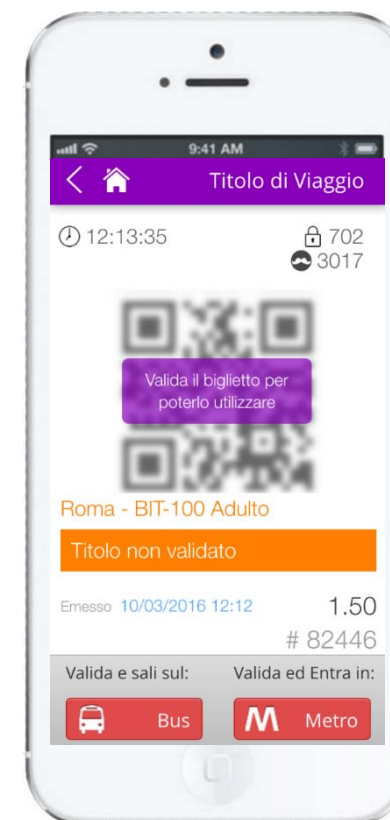 9:41 AM
Titolo di Viaggio
12:13:35
702
3017
Valida il biglietto per
poterlo utilizzare
Roma - BIT-100 Adulto
Titolo non validato
Emesso 10/03/2016 12:12
1.50
# 82446
Valida e sali sul:
Valida ed Entra in:
Bus
M Metro